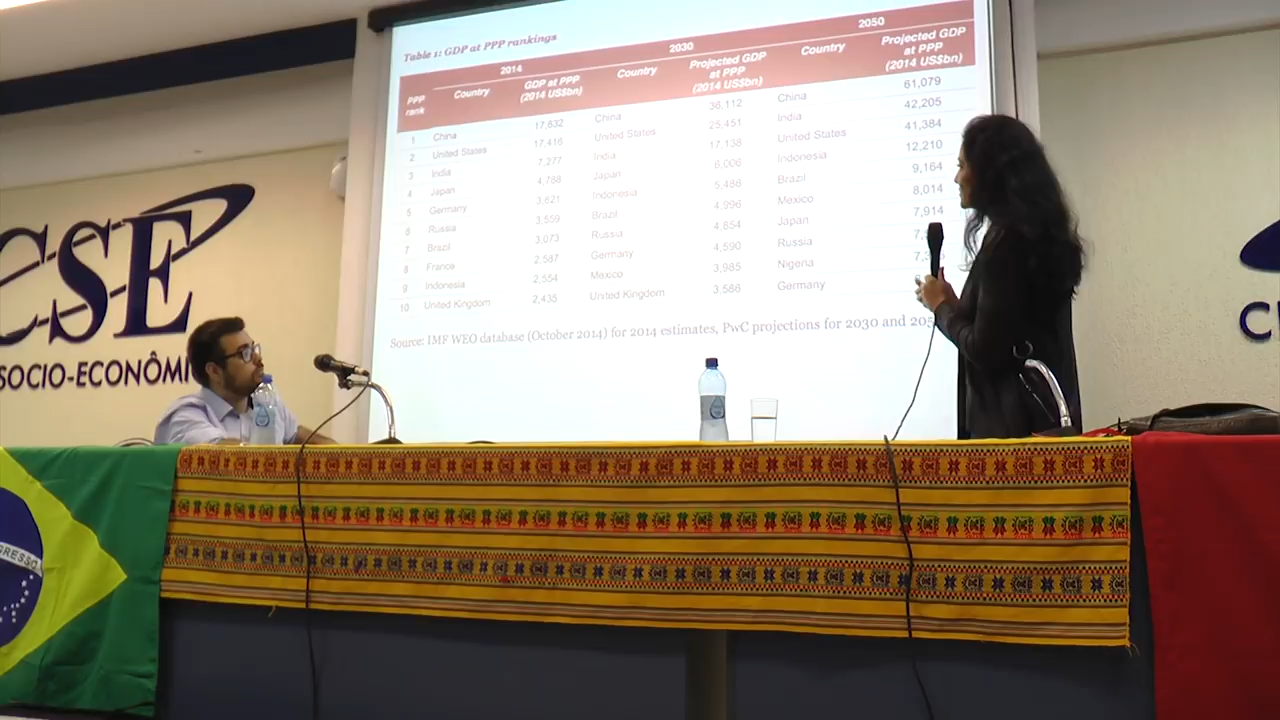 Table 1: GDP at PPP rankings
2014 2030 2050
PPP rank Country GDP at PPP (2014 US$bn) Country Projected GDP at PPP (2014 US$bn) Country Projected GDP at PPP (2014 US$bn)
1 China 17,632 China 36,112 China 61,079
2 United States 17,416 United States 25,451 India 42,205
3 India 7,277 India 17,138 United States 41,384
4 Japan 4,788 Japan 6,006 Indonesia 12,210
5 Germany 3,621 Indonesia 5,486 Brazil 9,164
6 Russia 3,559 Brazil 4,996 Mexico 8,014
7 Brazil 3,073 Russia 4,854 Japan 7,914
8 France 2,587 Germany 4,590 Russia
9 Indonesia 2,554 Mexico 3,985 Nigeria
10 United Kingdom 2,435 United Kingdom 3,586 Germany
Source: IMF WEO database (October 2014) for 2014 estimates, PwC projections for 2030 and 205
CSE
SOCIO-ECONÔMI
C
GRESSO